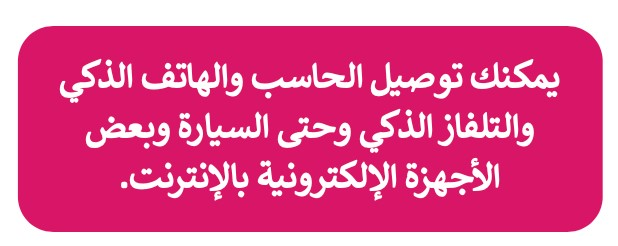 يمكنك توصيل الحاسب والهاتف الذكي
والتلفاز الذكي وحتى السيارة وبعض
الأجهزة الإلكترونية بالإنترنت.